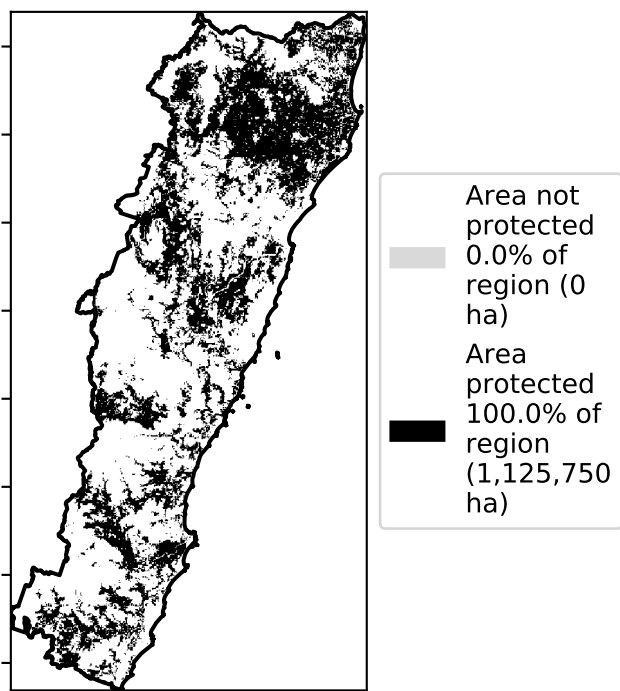 Area not
protected
0.0% of
region (0
ha)
Area
protected
100.0% of
region
(1,125,750
ha)